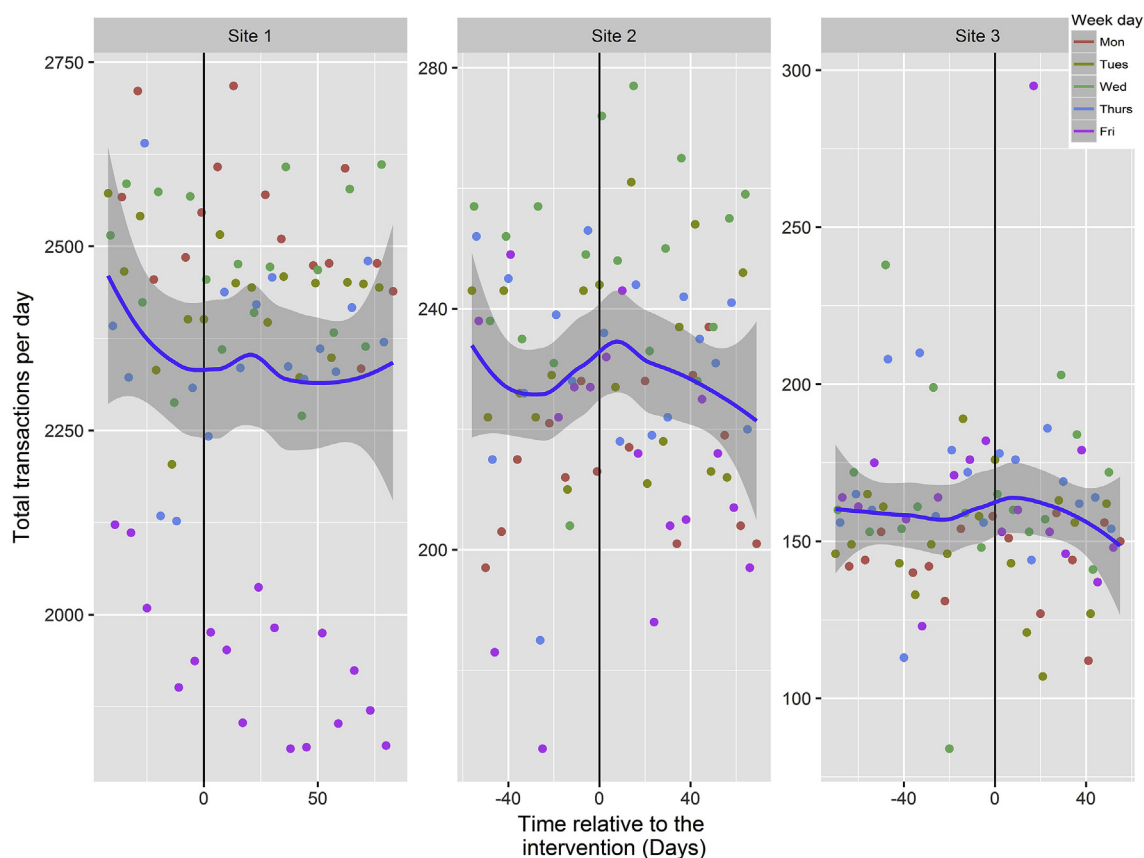 Week day
Mon
Tues
Wed
Thurs
Fri
Site 1
Site 2
Site 3
Total transactions per day
2750
2500
2250
2000
280
240
200
300
250
200
150
100
0
50
-40
0
40
-40
0
40
Time relative to the
intervention (Days)